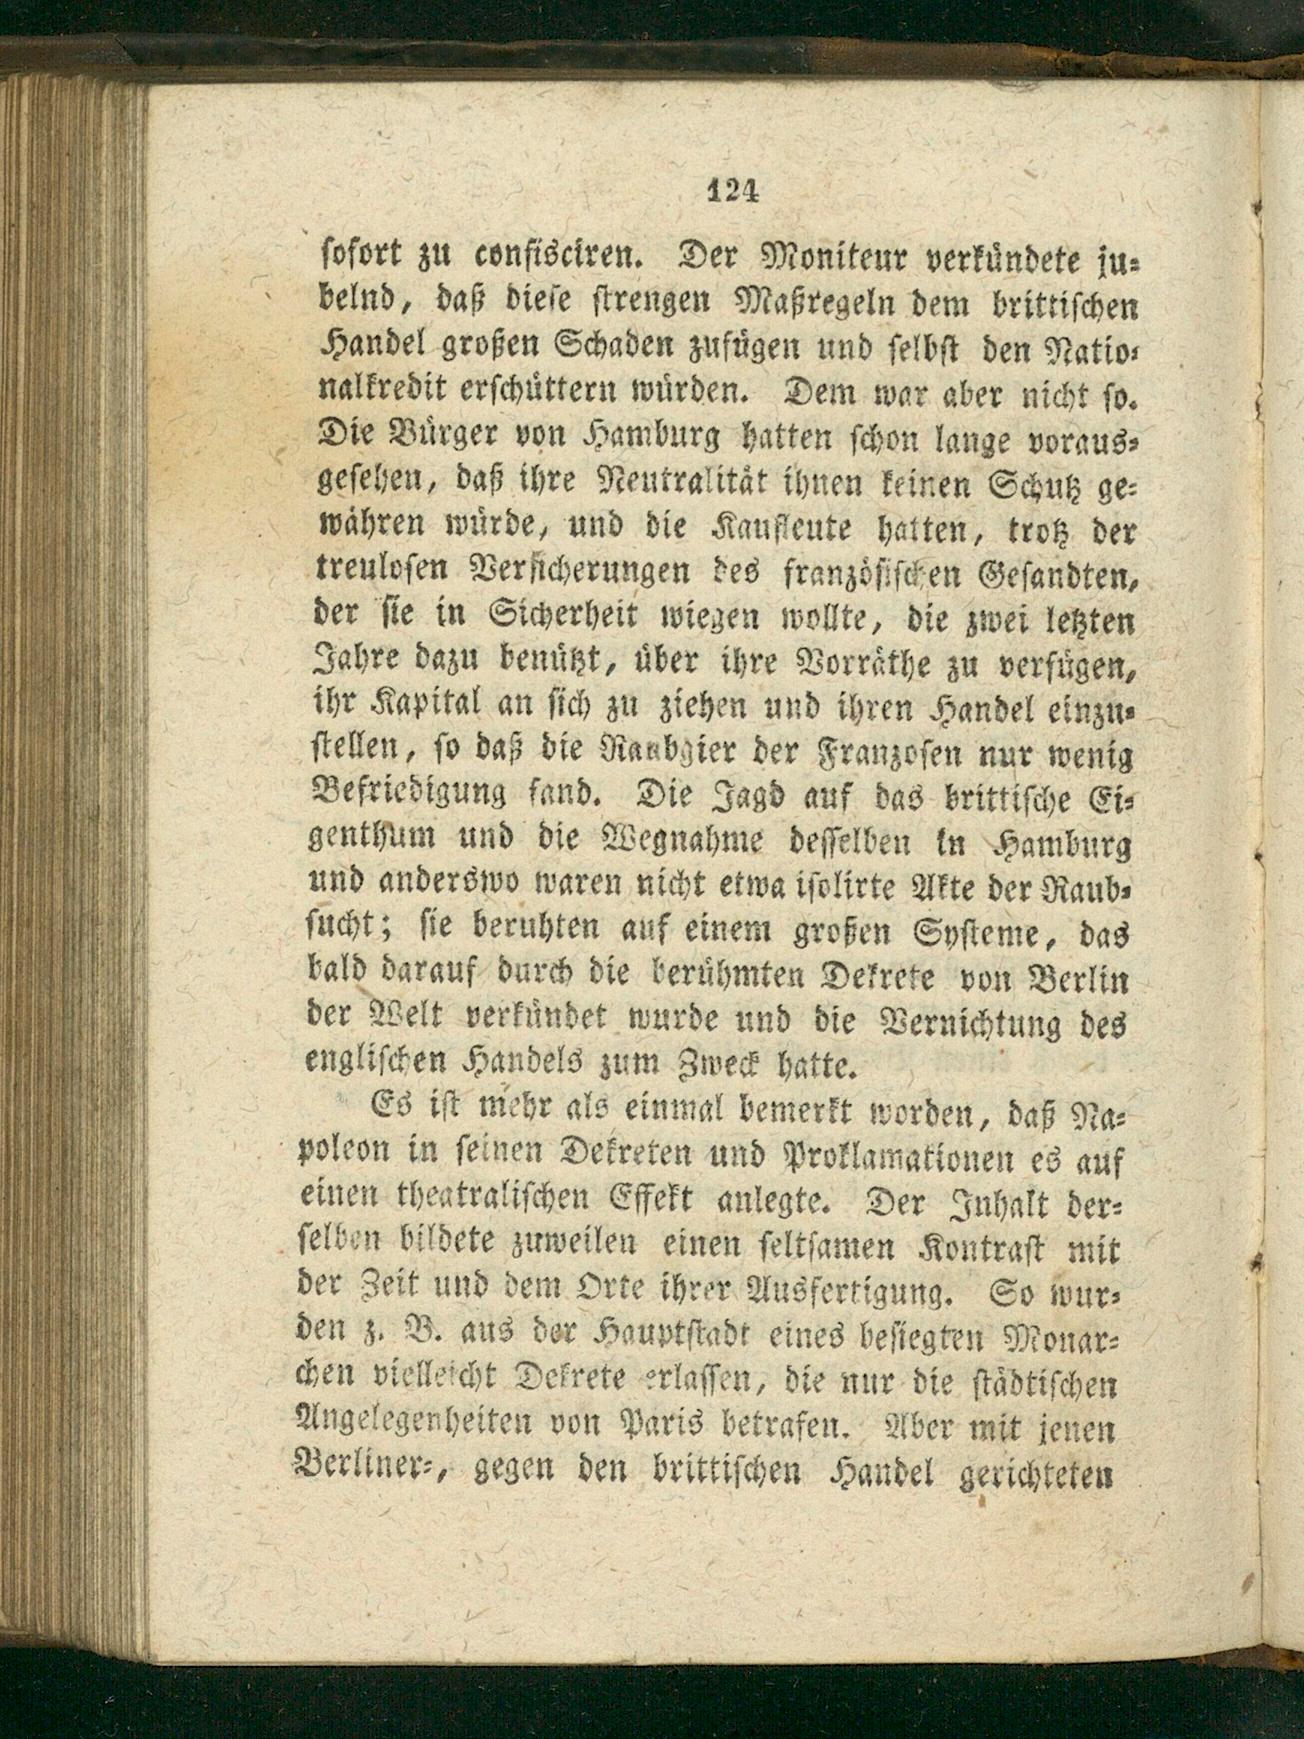 124
sofort zu confisciren. Der Moniteur verkündete ju-
belnd, daß diese strengen Maßregeln dem brittischen
Handel großen Schaden zufügen und selbst den Natio-
nalkredit erschüttern würden. Dem war aber nicht so.
Die Bürger von Hamburg hatten schon lange voraus-
gesehen, daß ihre Neutralität ihnen keinen Schutz ge-
währen würde, und die Kaufleute hatten, trotz der
treulosen Versicherungen des französischen Gesandten,
der sie in Sicherheit wiegen wollte, die zwei letzten
Jahre dazu benützt, über ihre Vorräthe zu verfügen,
ihr Kapital an sich zu ziehen und ihren Handel einzu-
stellen, so daß die Raubgier der Franzosen nur wenig
Befriedigung fand. Die Jagd auf das brittische Ei-
genthum und die Wegnahme desselben in Hamburg
und anderswo waren nicht etwa isolirte Akte der Raub-
sucht; sie beruhten auf einem großen Systeme, das
bald darauf durch die berühmten Dekrete von Berlin
der Welt verkündet wurde und die Vernichtung des
englischen Handels zum Zweck hatte.
Es ist mehr als einmal bemerkt worden, daß Na-
poleon in seinen Dekreten und Proklamationen es auf
einen theatralischen Effekt anlegte. Der Inhalt der-
selben bildete zuweilen einen seltsamen Kontrast mit
der Zeit und dem Orte ihrer Ausfertigung. So wur-
den z. B. aus der Hauptstadt eines besiegten Monar-
chen vielleicht Dekrete erlassen, die nur die städtischen
Angelegenheiten von Paris betrafen. Aber mit jenen
Berliner-, gegen den brittischen Handel gerichteten